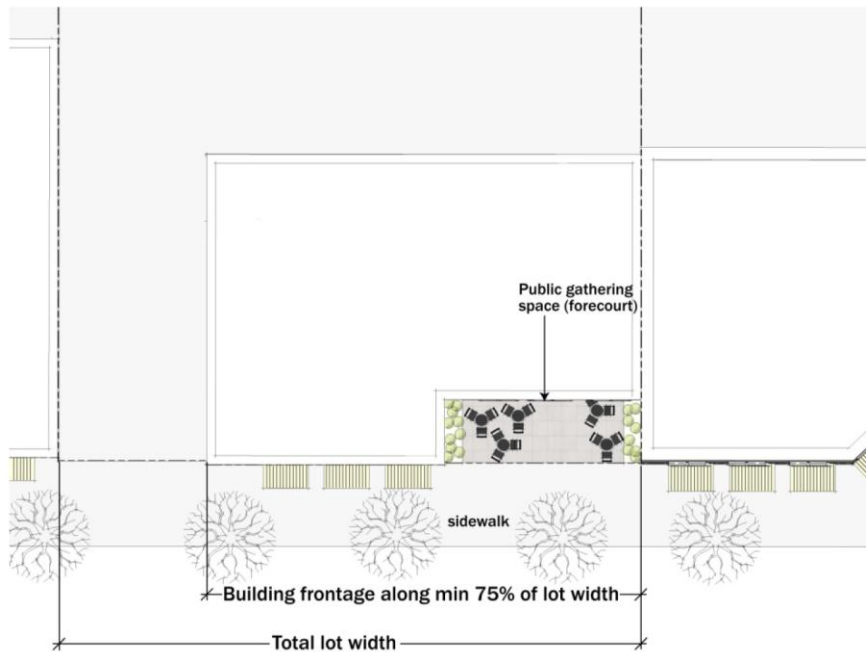 Public gathering
space (forecourt)
sidewalk
Building frontage along min 75% of lot width
Total lot width